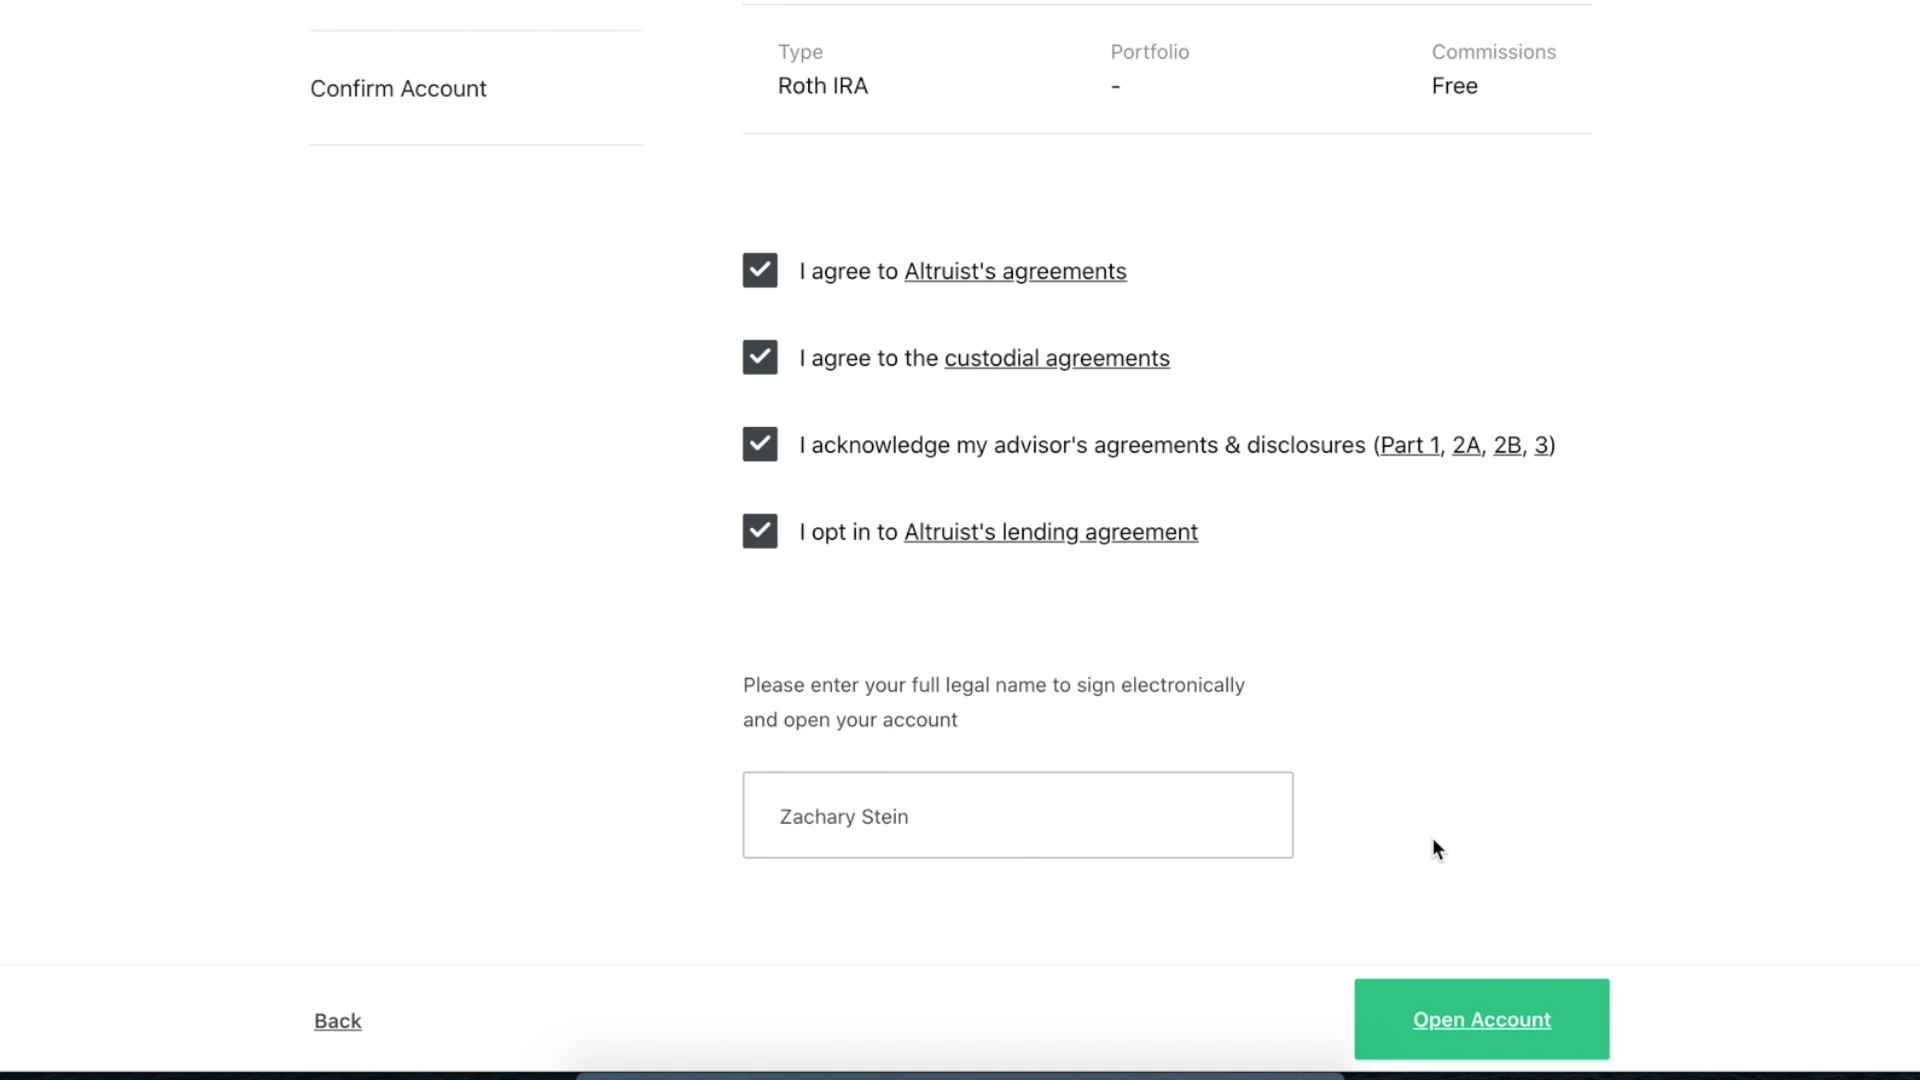 Type Portfolio Commissions
Confirm Account
Roth IRA - Free
I agree to Altruist's agreements
I agree to the custodial agreements
I acknowledge my advisor's agreements & disclosures (Part 1, 2A, 2B, 3)
I opt in to Altruist's lending agreement
Please enter your full legal name to sign electronically
and open your account
Zachary Stein
Back
Open Account